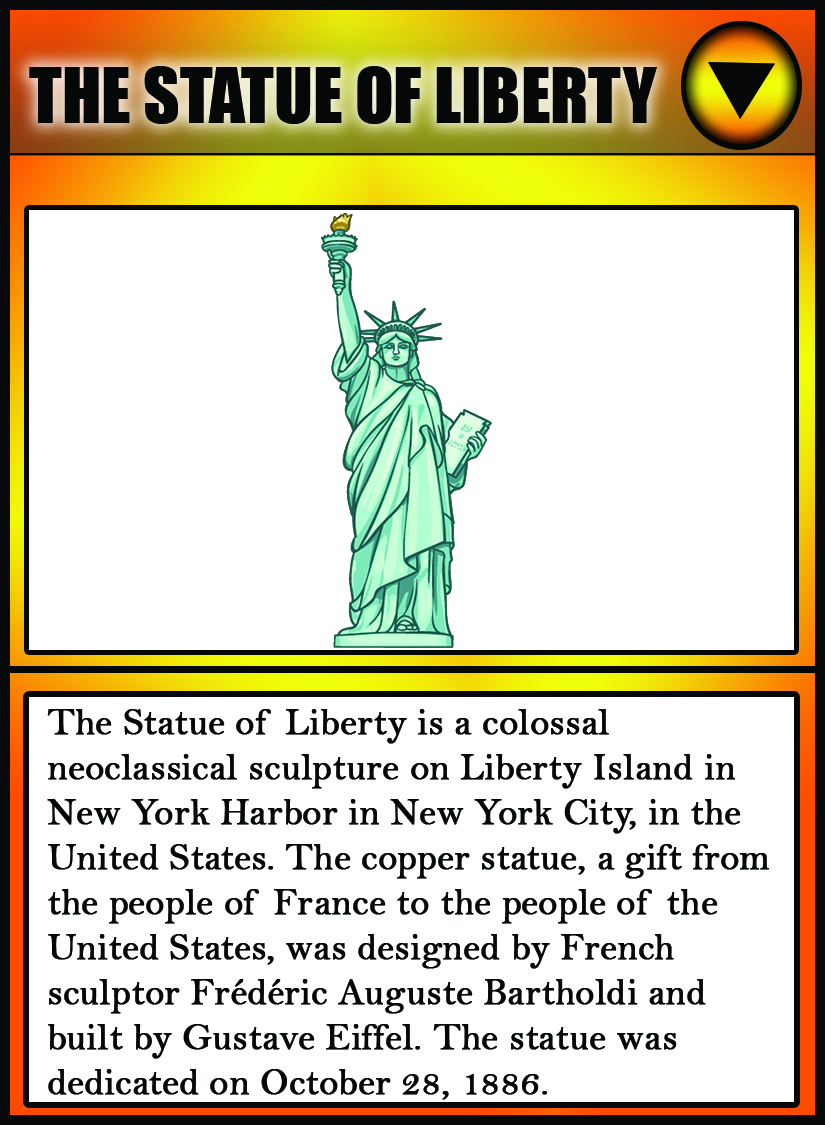 THE STATUE OF LIBERTY
The Statue of Liberty is a colossal
neoclassical sculpture on Liberty Island in
New York Harbor in New York City, in the
United States. The copper statue, a gift from
the people of France to the people of the
United States, was designed by French
sculptor Frédéric Auguste Bartholdi and
built by Gustave Eiffel. The statue was
dedicated on October 28, 1886.